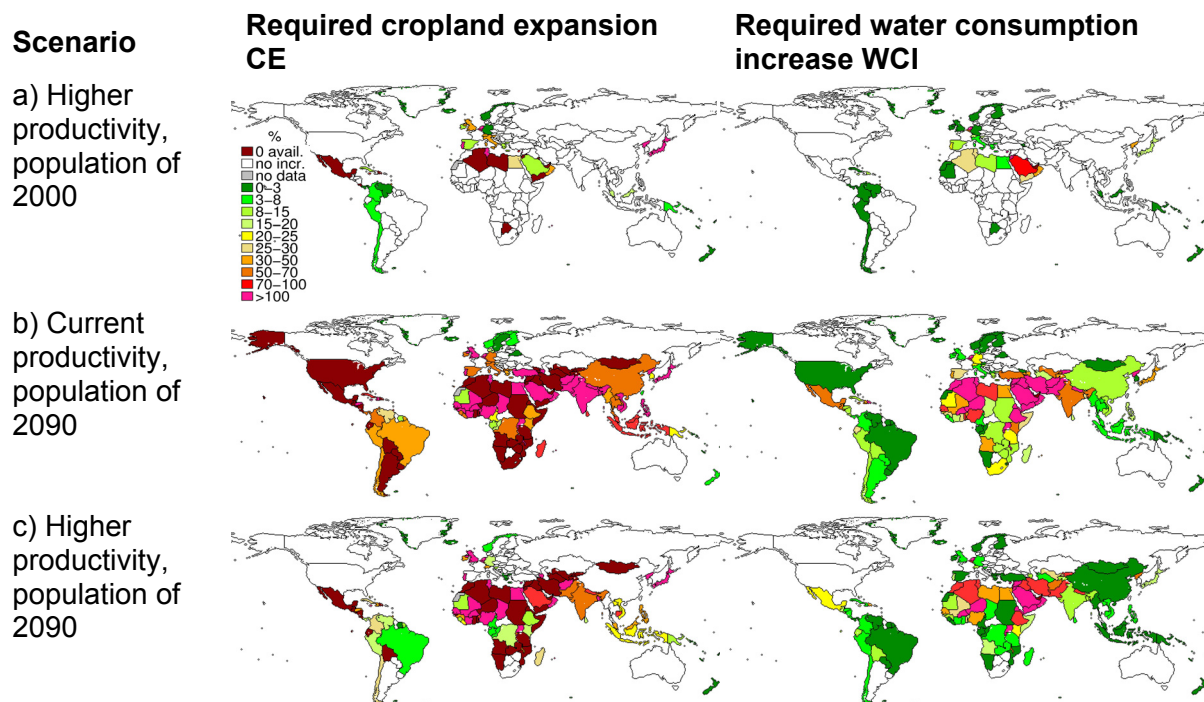 Scenario
Required cropland expansion
CE
Required water consumption
increase WCI
a) Higher
productivity,
population of
2000
%
0 avail.
no incr.
no data
0-3
3-8
8-15
15-20
20-25
25-30
30-50
50-70
70-100
>100
b) Current
productivity,
population of
2090
c) Higher
productivity,
population of
2090